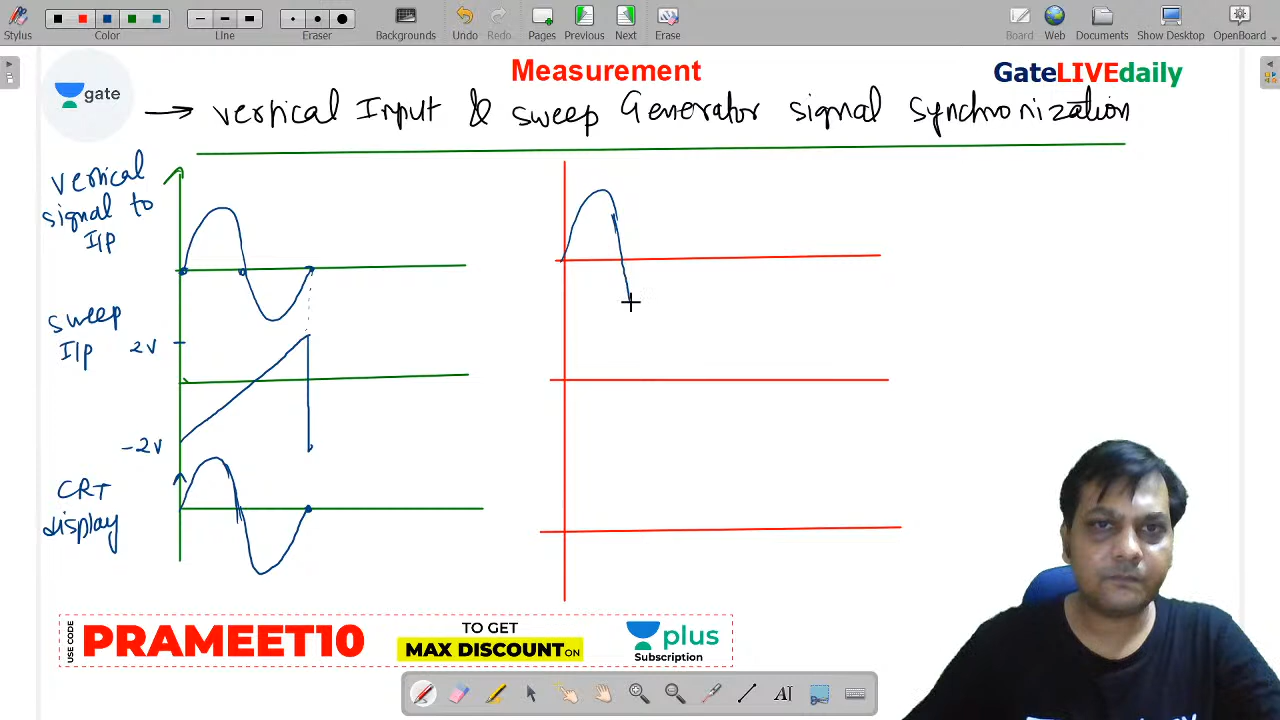 Stylus
Color
Line
Eraser
Backgrounds
Undo
Redo
Pages
Previous
Next
Erase
Board
Web
Documents
Show Desktop
OpenBoard
gate
Measurement
GateLIVEdaily
→ vertical Input & sweep Generator signal synchronization
vertical
signal to
I/p
sweep
I/p
2V
-2V
CRT
display
USE CODE
PRAMEET10
TO GET
MAX DISCOUNT ON
plus
Subscription